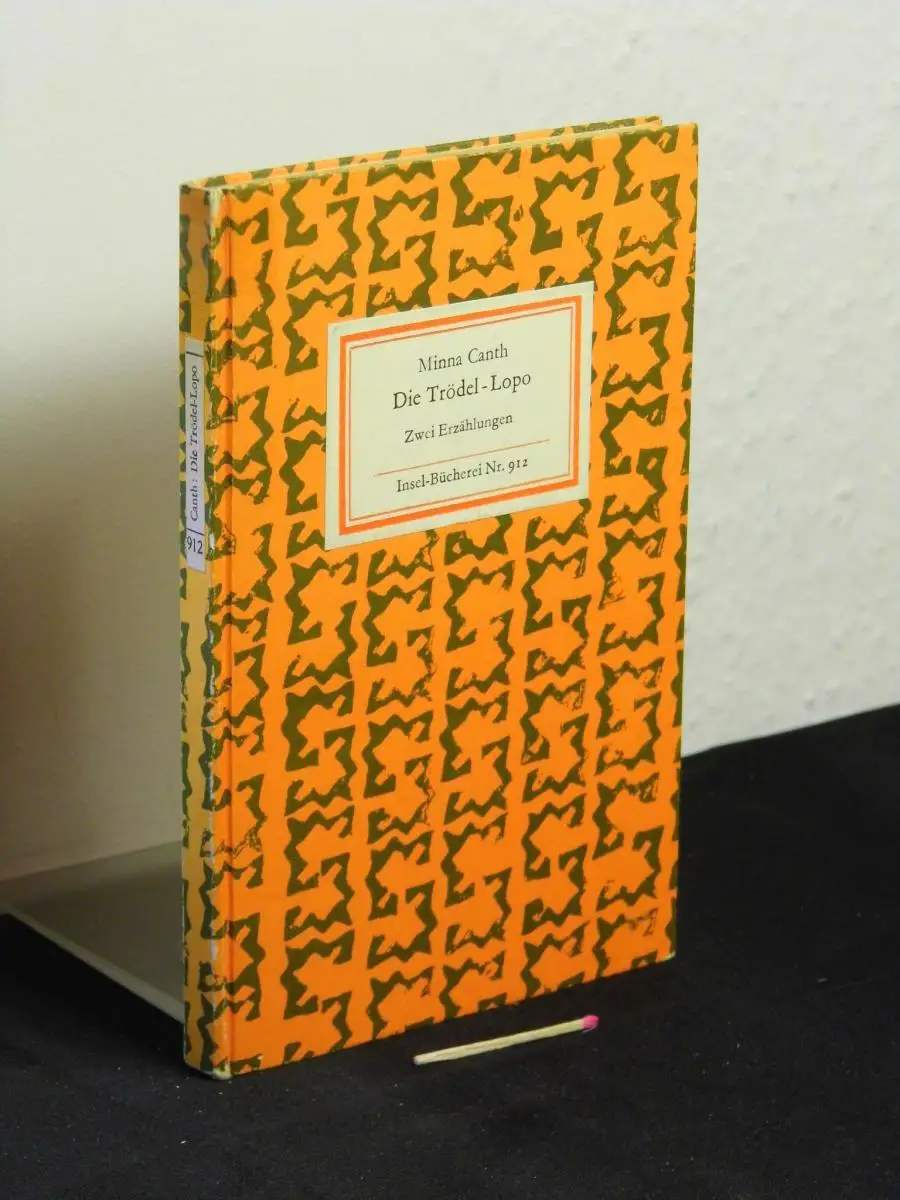 Minna Canth
Die Trödel-Lopo
Zwei Erzählungen
Insel-Bücherei Nr. 912
Canth: Die Trödel-Lopo
912